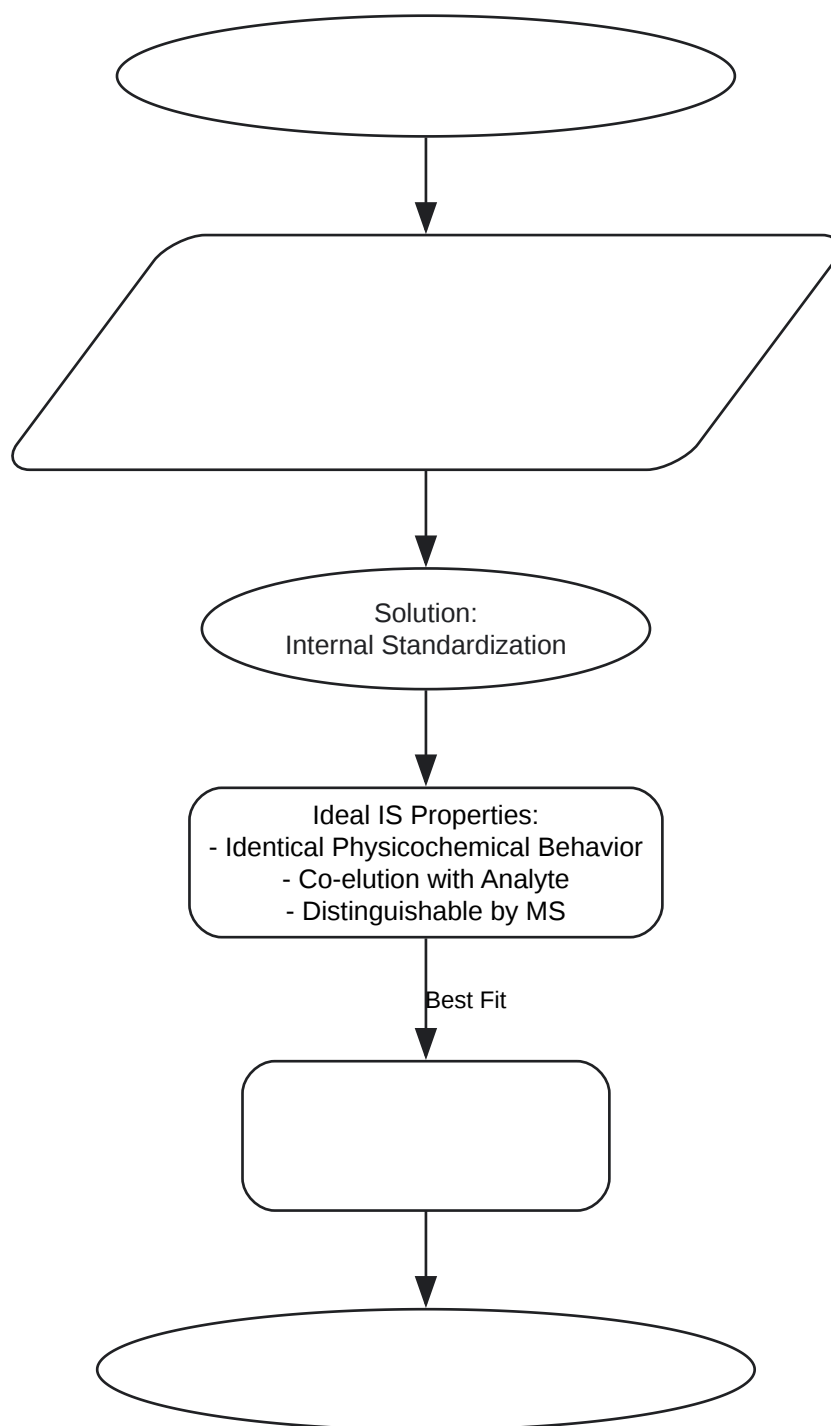 Solution:
Internal Standardization
Ideal IS Properties:
- Identical Physicochemical Behavior
- Co-elution with Analyte
- Distinguishable by MS
Best Fit